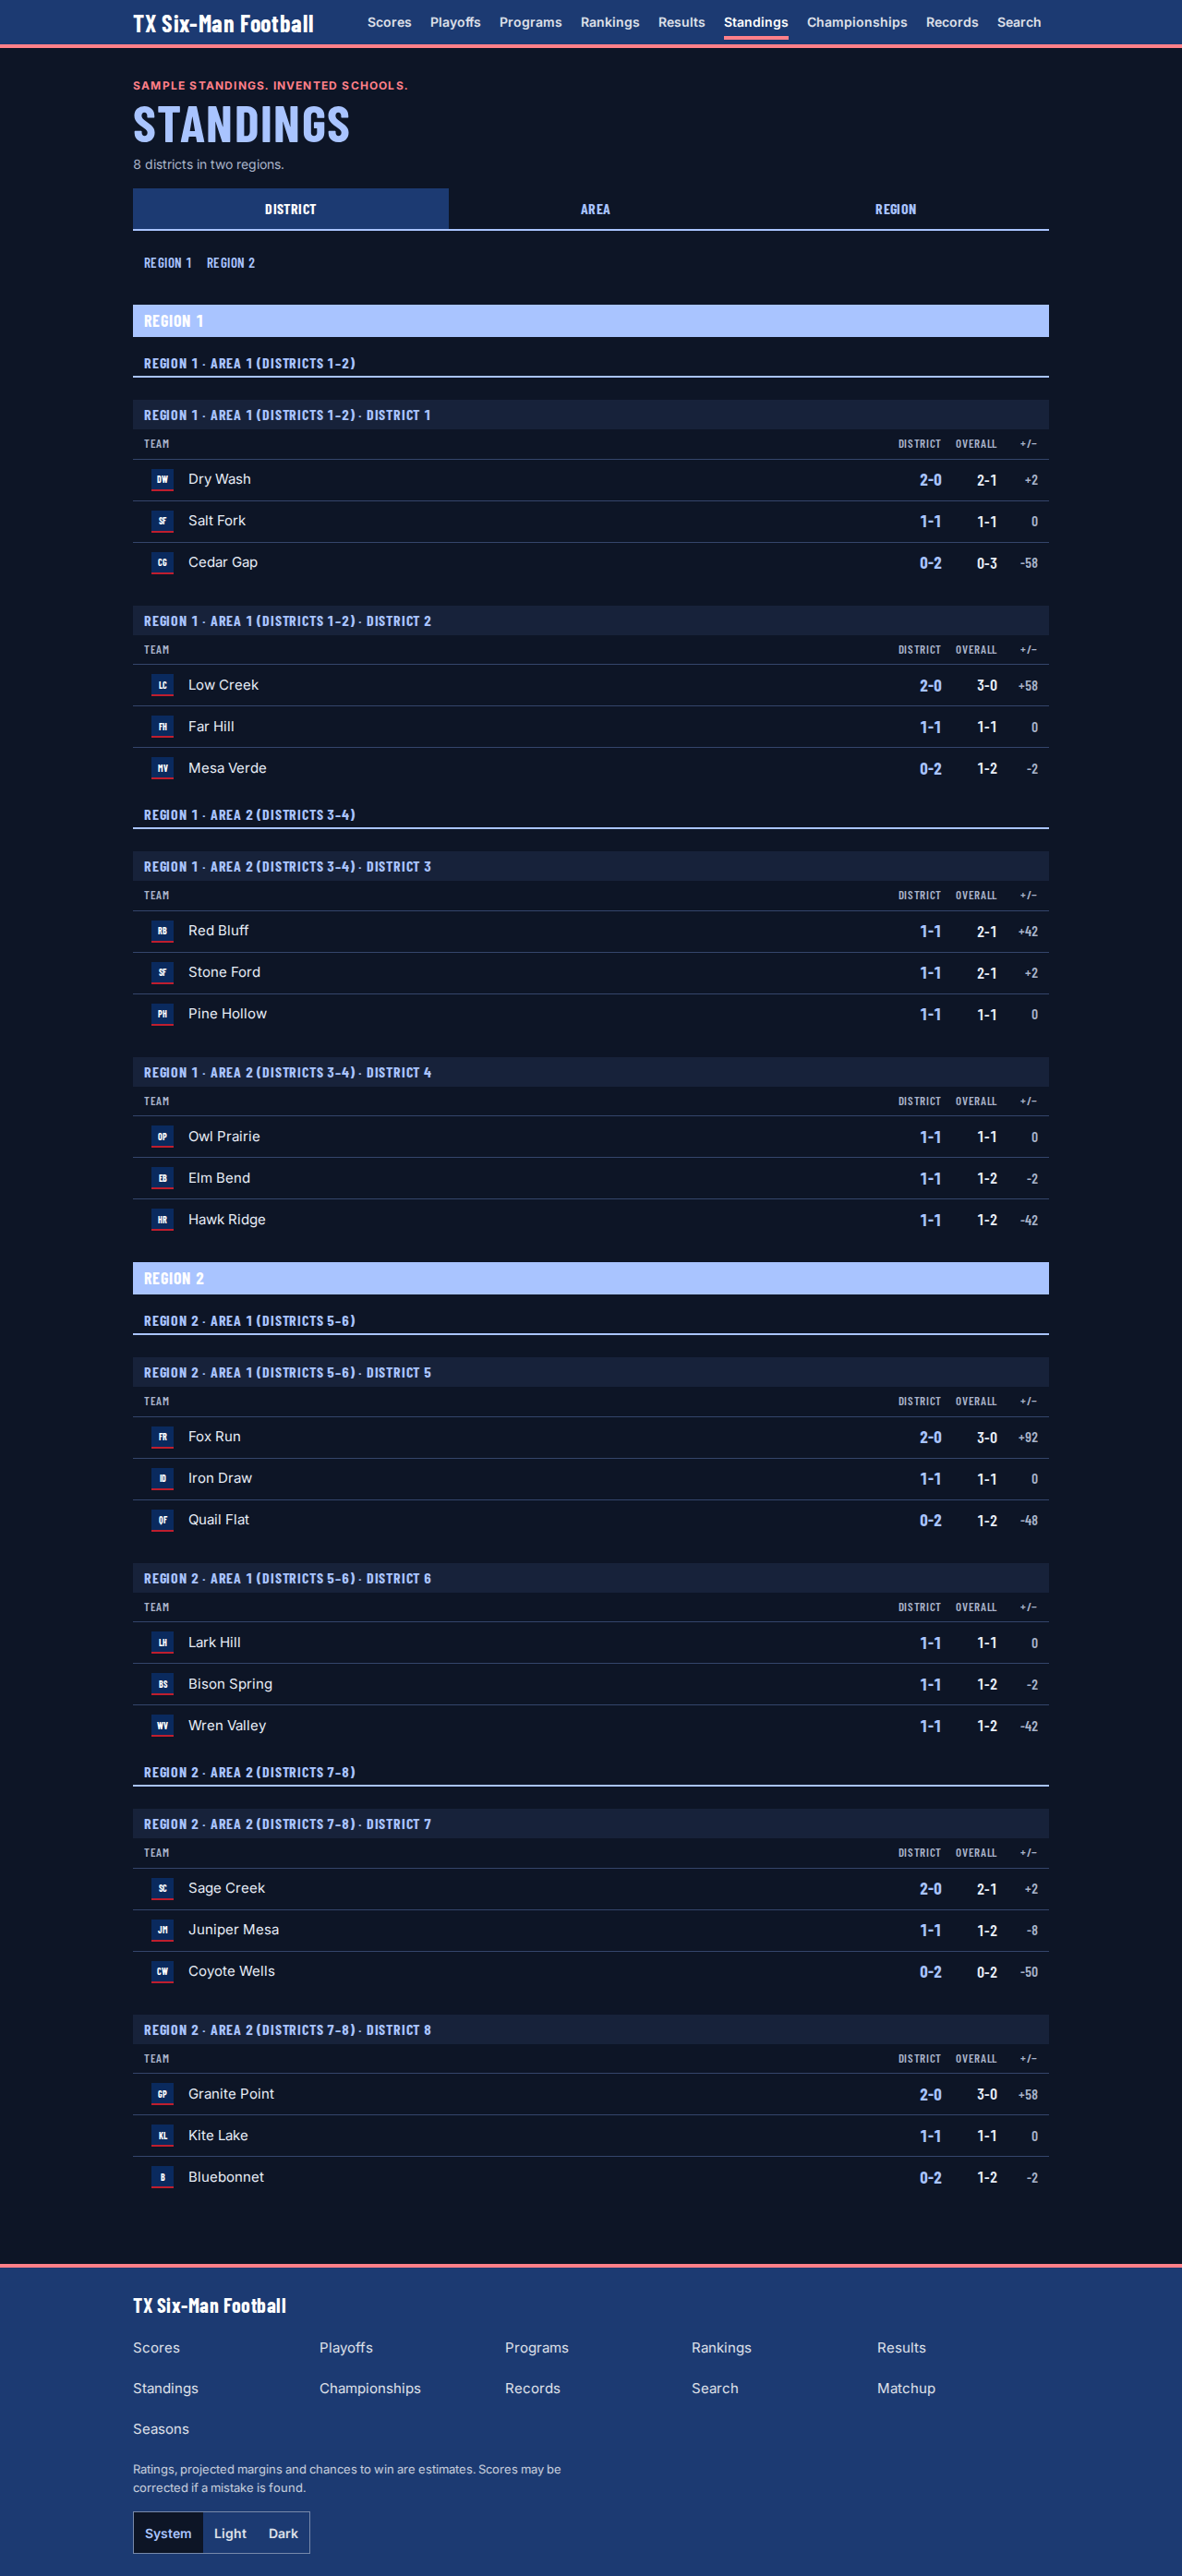 TX Six-Man Football
Scores Playoffs Programs Rankings Results Standings Championships Records Search
SAMPLE STANDINGS. INVENTED SCHOOLS.
STANDINGS
8 districts in two regions.
DISTRICT AREA REGION
REGION 1 REGION 2
REGION 1
REGION 1 · AREA 1 (DISTRICTS 1–2)
REGION 1 · AREA 1 (DISTRICTS 1–2) · DISTRICT 1
TEAM DISTRICT OVERALL +/−
DW Dry Wash 2-0 2-1 +2
SF Salt Fork 1-1 1-1 0
CG Cedar Gap 0-2 0-3 -58
REGION 1 · AREA 1 (DISTRICTS 1–2) · DISTRICT 2
TEAM DISTRICT OVERALL +/−
LC Low Creek 2-0 3-0 +58
FH Far Hill 1-1 1-1 0
MV Mesa Verde 0-2 1-2 -2
REGION 1 · AREA 2 (DISTRICTS 3–4)
REGION 1 · AREA 2 (DISTRICTS 3–4) · DISTRICT 3
TEAM DISTRICT OVERALL +/−
RB Red Bluff 1-1 2-1 +42
SF Stone Ford 1-1 2-1 +2
PH Pine Hollow 1-1 1-1 0
REGION 1 · AREA 2 (DISTRICTS 3–4) · DISTRICT 4
TEAM DISTRICT OVERALL +/−
OP Owl Prairie 1-1 1-1 0
EB Elm Bend 1-1 1-2 -2
HR Hawk Ridge 1-1 1-2 -42
REGION 2
REGION 2 · AREA 1 (DISTRICTS 5–6)
REGION 2 · AREA 1 (DISTRICTS 5–6) · DISTRICT 5
TEAM DISTRICT OVERALL +/−
FR Fox Run 2-0 3-0 +92
ID Iron Draw 1-1 1-1 0
QF Quail Flat 0-2 1-2 -48
REGION 2 · AREA 1 (DISTRICTS 5–6) · DISTRICT 6
TEAM DISTRICT OVERALL +/−
LH Lark Hill 1-1 1-1 0
BS Bison Spring 1-1 1-2 -2
WV Wren Valley 1-1 1-2 -42
REGION 2 · AREA 2 (DISTRICTS 7–8)
REGION 2 · AREA 2 (DISTRICTS 7–8) · DISTRICT 7
TEAM DISTRICT OVERALL +/−
SC Sage Creek 2-0 2-1 +2
JM Juniper Mesa 1-1 1-2 -8
CW Coyote Wells 0-2 0-2 -50
REGION 2 · AREA 2 (DISTRICTS 7–8) · DISTRICT 8
TEAM DISTRICT OVERALL +/−
GP Granite Point 2-0 3-0 +58
KL Kite Lake 1-1 1-1 0
B Bluebonnet 0-2 1-2 -2
TX Six-Man Football
Scores Playoffs Programs Rankings Results
Standings Championships Records Search Matchup
Seasons
Ratings, projected margins and chances to win are estimates. Scores may be
corrected if a mistake is found.
System Light Dark